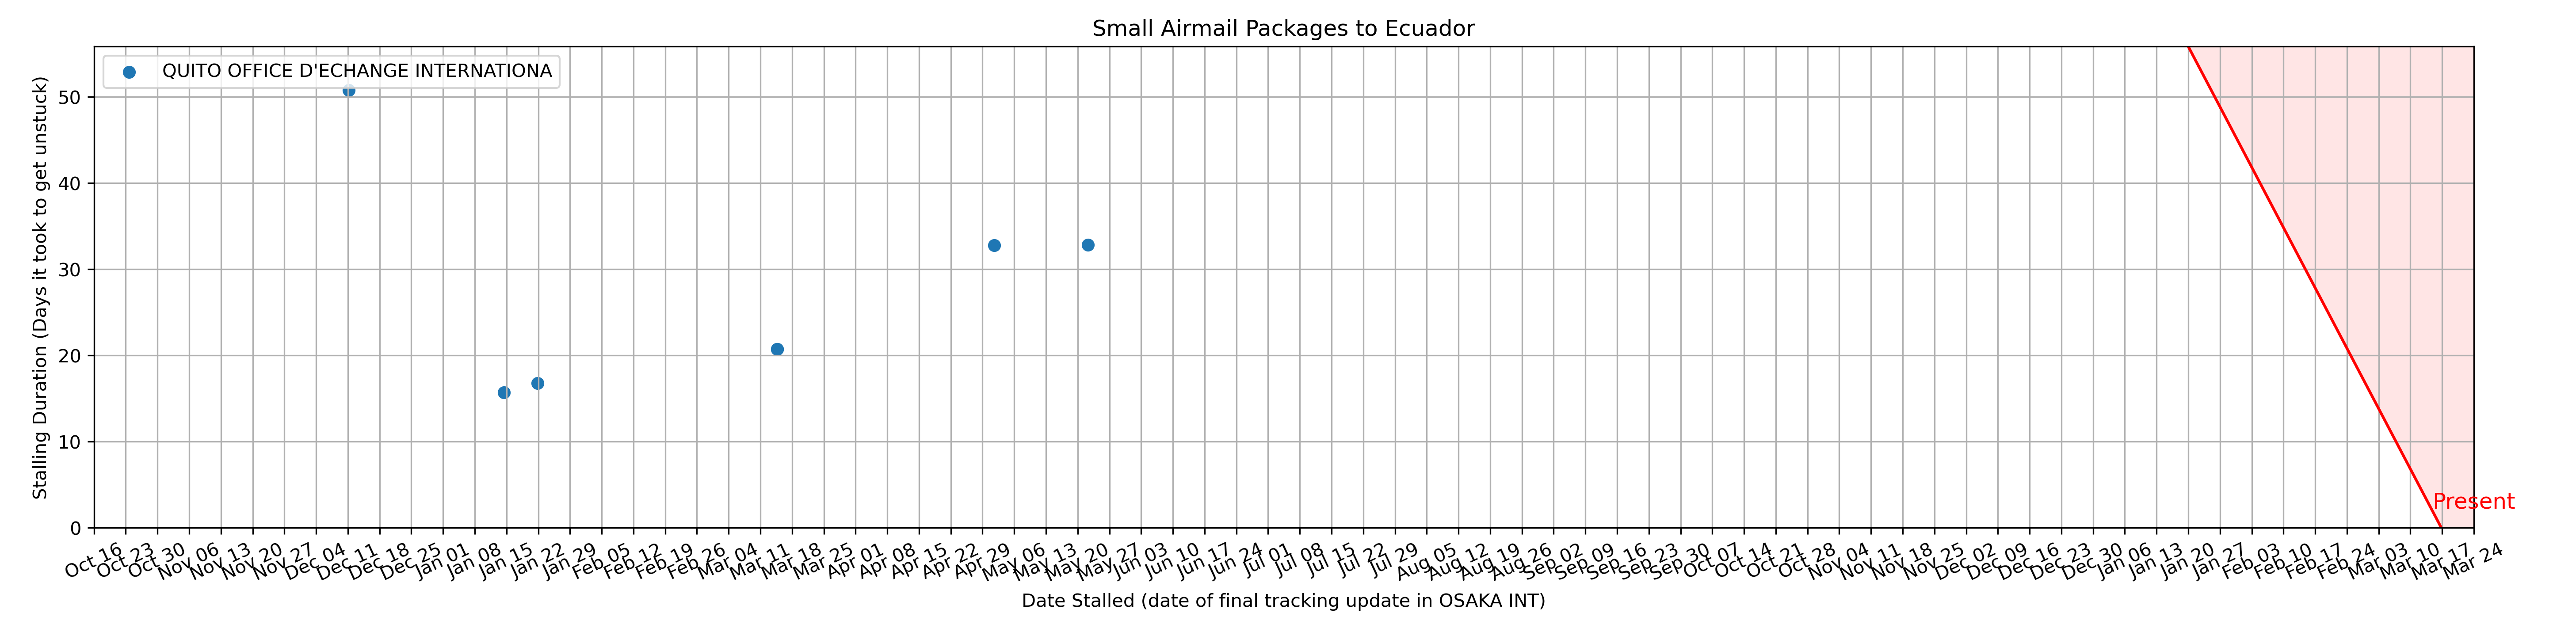 Small Airmail Packages to Ecuador
QUITO OFFICE D'ECHANGE INTERNATIONA
Stalling Duration (Days it took to get unstuck)
50
40
30
20
10
0
Present
Oct 16 Oct 23 Oct 30 Nov 06 Nov 13 Nov 20 Nov 27 Dec 04 Dec 11 Dec 18 Dec 25 Jan 01 Jan 08 Jan 15 Jan 22 Jan 29 Feb 05 Feb 12 Feb 19 Feb 26 Mar 04 Mar 11 Mar 18 Mar 25 Apr 01 Apr 08 Apr 15 Apr 22 Apr 29 May 06 May 13 May 20 May 27 Jun 03 Jun 10 Jun 17 Jun 24 Jul 01 Jul 08 Jul 15 Jul 22 Jul 29 Aug 05 Aug 12 Aug 19 Aug 26 Sep 02 Sep 09 Sep 16 Sep 23 Sep 30 Oct 07 Oct 14 Oct 21 Oct 28 Nov 04 Nov 11 Nov 18 Nov 25 Dec 02 Dec 09 Dec 16 Dec 23 Dec 30 Jan 06 Jan 13 Jan 20 Jan 27 Feb 03 Feb 10 Feb 17 Feb 24 Mar 03 Mar 10 Mar 17 Mar 24
Date Stalled (date of final tracking update in OSAKA INT)